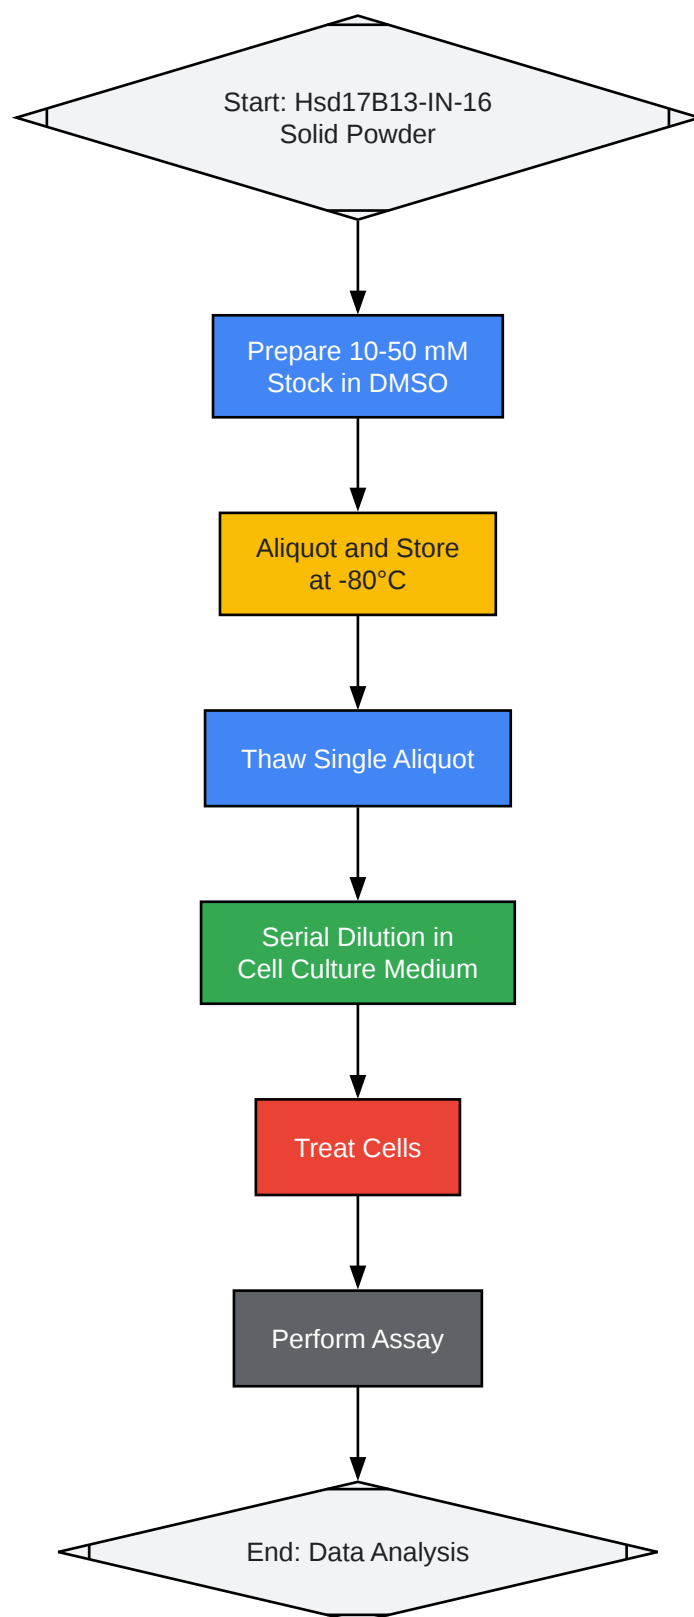 Start: Hsd17B13-IN-16
Solid Powder
Prepare 10-50 mM
Stock in DMSO
Aliquot and Store
at -80°C
Thaw Single Aliquot
Serial Dilution in
Cell Culture Medium
Treat Cells
Perform Assay
End: Data Analysis